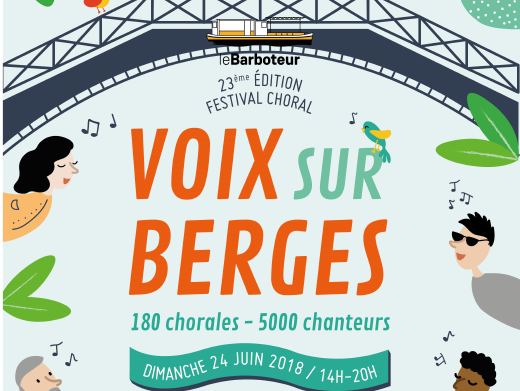 leBarboteur
23ème ÉDITION
FESTIVAL CHORAL
VOIX SUR
BERGES
180 chorales - 5000 chanteurs
DIMANCHE 24 JUIN 2018 / 14H-20H